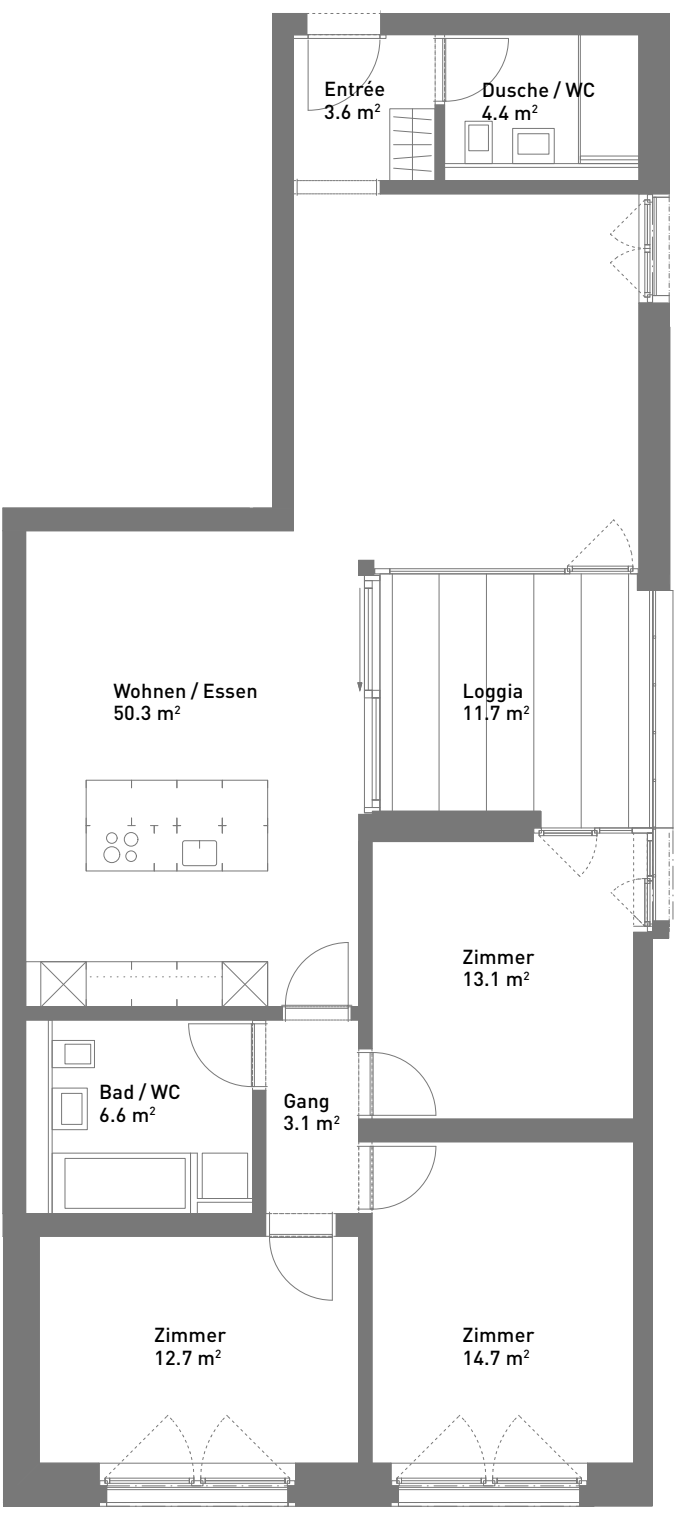 Entrée
3.6 m²
Dusche / WC
4.4 m²
Wohnen / Essen
50.3 m²
Loggia
11.7 m²
Zimmer
13.1 m²
Bad / WC
6.6 m²
Gang
3.1 m²
Zimmer
12.7 m²
Zimmer
14.7 m²